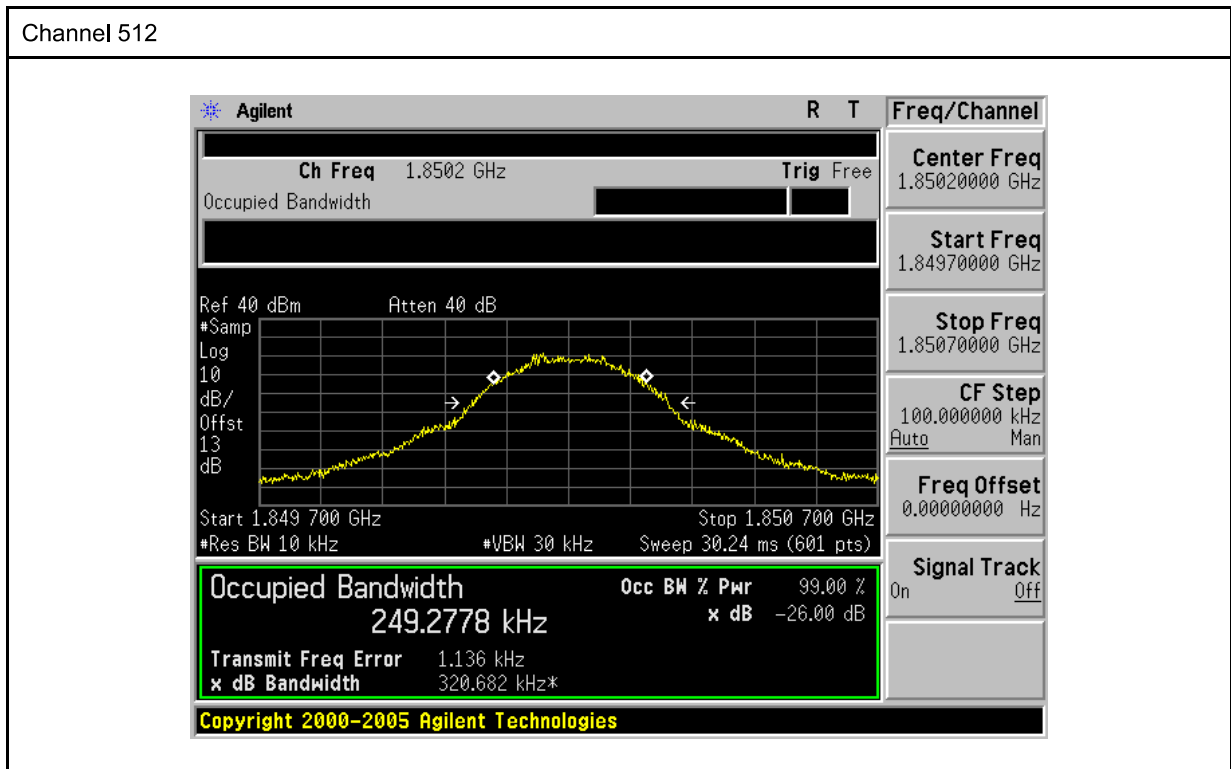 Channel 512
Agilent R T Freq/Channel
Ch Freq 1.8502 GHz Trig Free
Occupied Bandwidth
Center Freq
1.85020000 GHz
Start Freq
1.84970000 GHz
Stop Freq
1.85070000 GHz
CF Step
100.000000 kHz
Auto Man
Freq Offset
0.00000000 Hz
Signal Track
On Off
Ref 40 dBm Atten 40 dB
#Samp
Log
10
dB/
Offst
13
dB
Start 1.849 700 GHz Stop 1.850 700 GHz
#Res BW 10 kHz #VBW 30 kHz Sweep 30.24 ms (601 pts)
Occupied Bandwidth Occ BW % Pwr 99.00 %
249.2778 kHz x dB -26.00 dB
Transmit Freq Error 1.136 kHz
x dB Bandwidth 320.682 kHz*
Copyright 2000-2005 Agilent Technologies